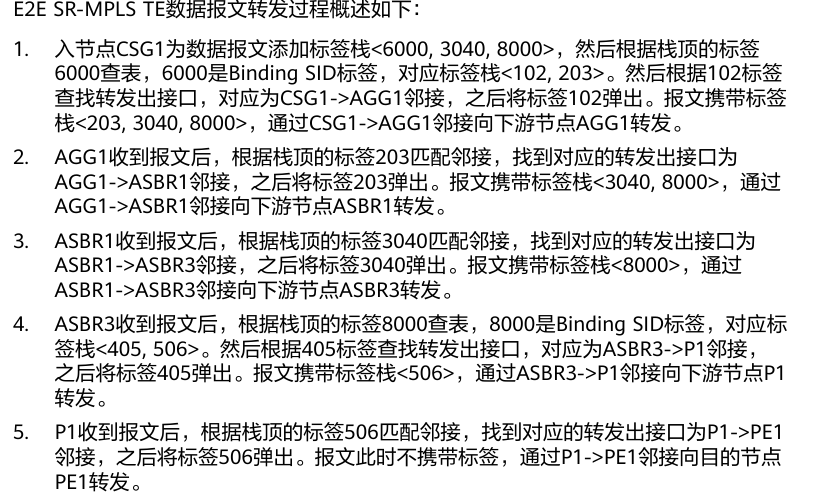 E2E SR-MPLS TE数据报文转发过程概述如下：
1. 入节点CSG1为数据报文添加标签栈<6000, 3040, 8000>，然后根据栈顶的标签
6000查表，6000是Binding SID标签，对应标签栈<102, 203>。然后根据102标签
查找转发出接口，对应为CSG1->AGG1邻接，之后将标签102弹出。报文携带标签
栈<203, 3040, 8000>，通过CSG1->AGG1邻接向下游节点AGG1转发。
2. AGG1收到报文后，根据栈顶的标签203匹配邻接，找到对应的转发出接口为
AGG1->ASBR1邻接，之后将标签203弹出。报文携带标签栈<3040, 8000>，通过
AGG1->ASBR1邻接向下游节点ASBR1转发。
3. ASBR1收到报文后，根据栈顶的标签3040匹配邻接，找到对应的转发出接口为
ASBR1->ASBR3邻接，之后将标签3040弹出。报文携带标签栈<8000>，通过
ASBR1->ASBR3邻接向下游节点ASBR3转发。
4. ASBR3收到报文后，根据栈顶的标签8000查表，8000是Binding SID标签，对应标
签栈<405, 506>。然后根据405标签查找转发出接口，对应为ASBR3->P1邻接，
之后将标签405弹出。报文携带标签栈<506>，通过ASBR3->P1邻接向下游节点P1
转发。
5. P1收到报文后，根据栈顶的标签506匹配邻接，找到对应的转发出接口为P1->PE1
邻接，之后将标签506弹出。报文此时不携带标签，通过P1->PE1邻接向目的节点
PE1转发。